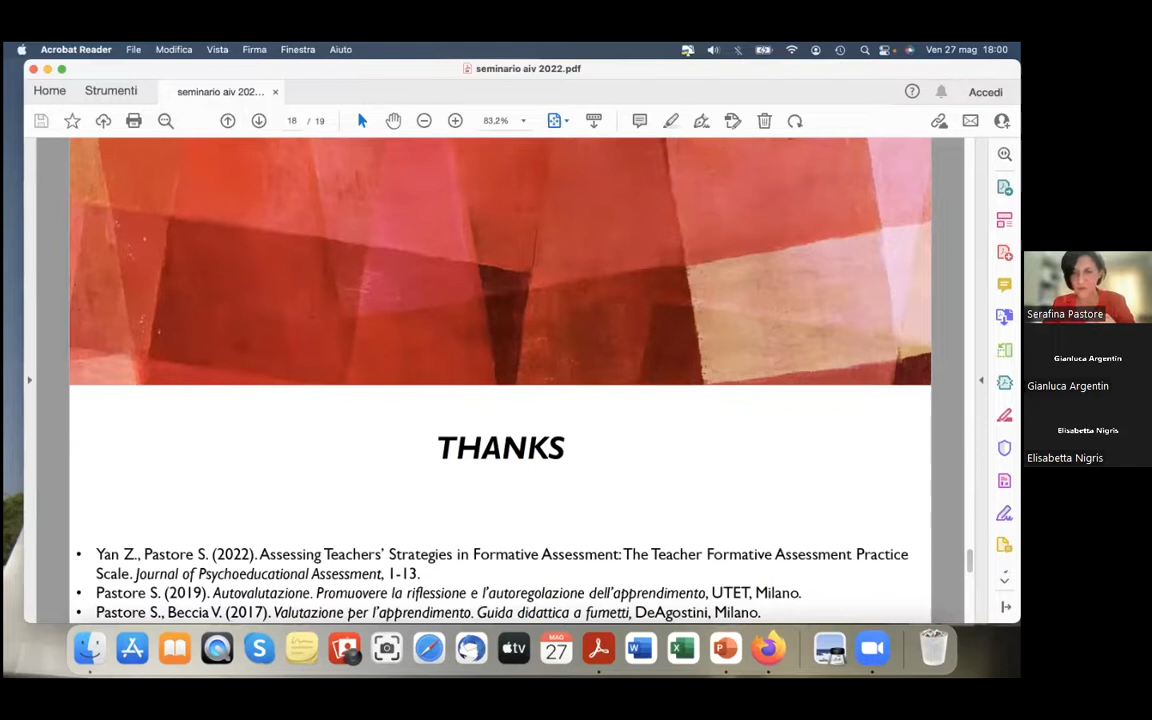 Acrobat Reader File Modifica Vista Firma Finestra Aiuto
Ven 27 mag 18:00
seminario aiv 2022.pdf
Home Strumenti seminario aiv 202... × Accedi
18 / 19 83,2%
THANKS
• Yan Z., Pastore S. (2022). Assessing Teachers' Strategies in Formative Assessment: The Teacher Formative Assessment Practice
Scale. Journal of Psychoeducational Assessment, 1-13.
• Pastore S. (2019). Autovalutazione. Promuovere la riflessione e l'autoregolazione dell'apprendimento, UTET, Milano.
• Pastore S., Beccia V. (2017). Valutazione per l'apprendimento. Guida didattica a fumetti, DeAgostini, Milano.
Serafina Pastore
Gianluca Argentin
Gianluca Argentin
Elisabetta Nigris
Elisabetta Nigris
tv
MAG
27